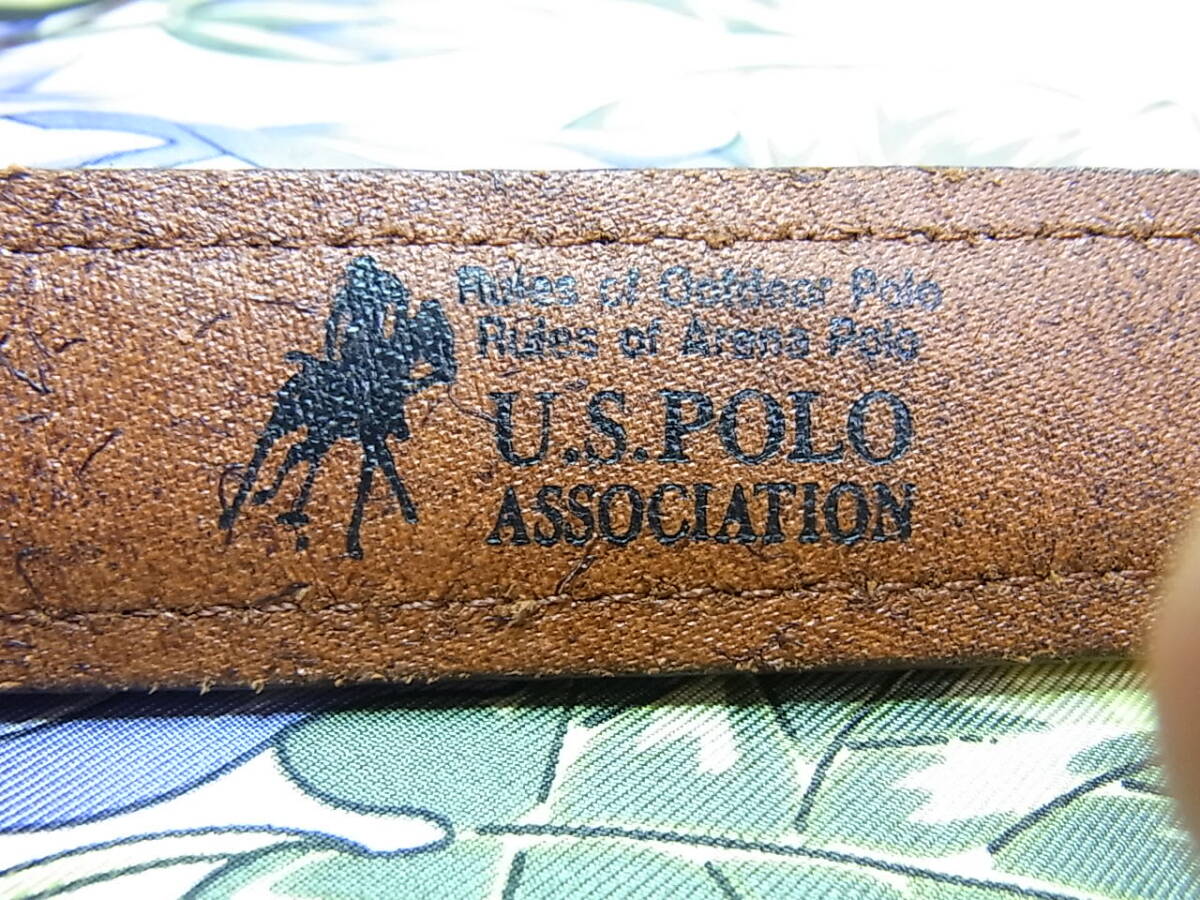 Rules of Outdoor Polo
Rules of Arena Polo
U.S.POLO
ASSOCIATION